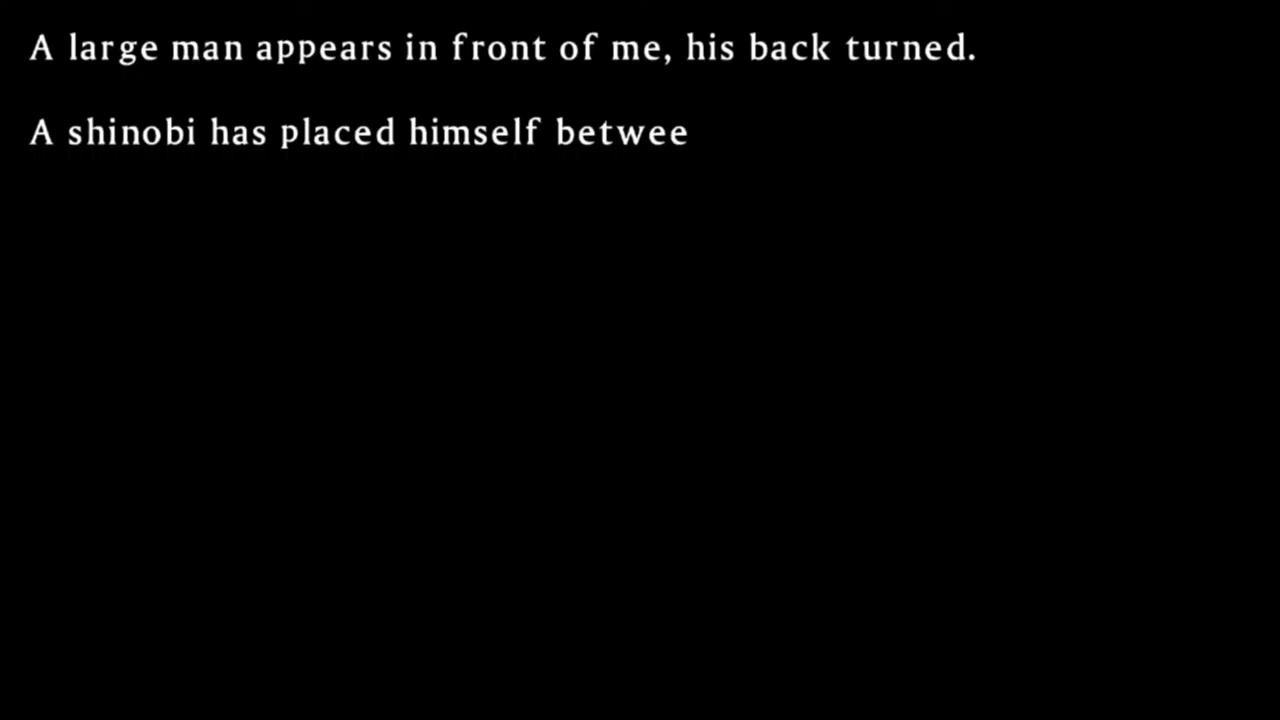 A large man appears in front of me, his back turned.
A shinobi has placed himself betwee